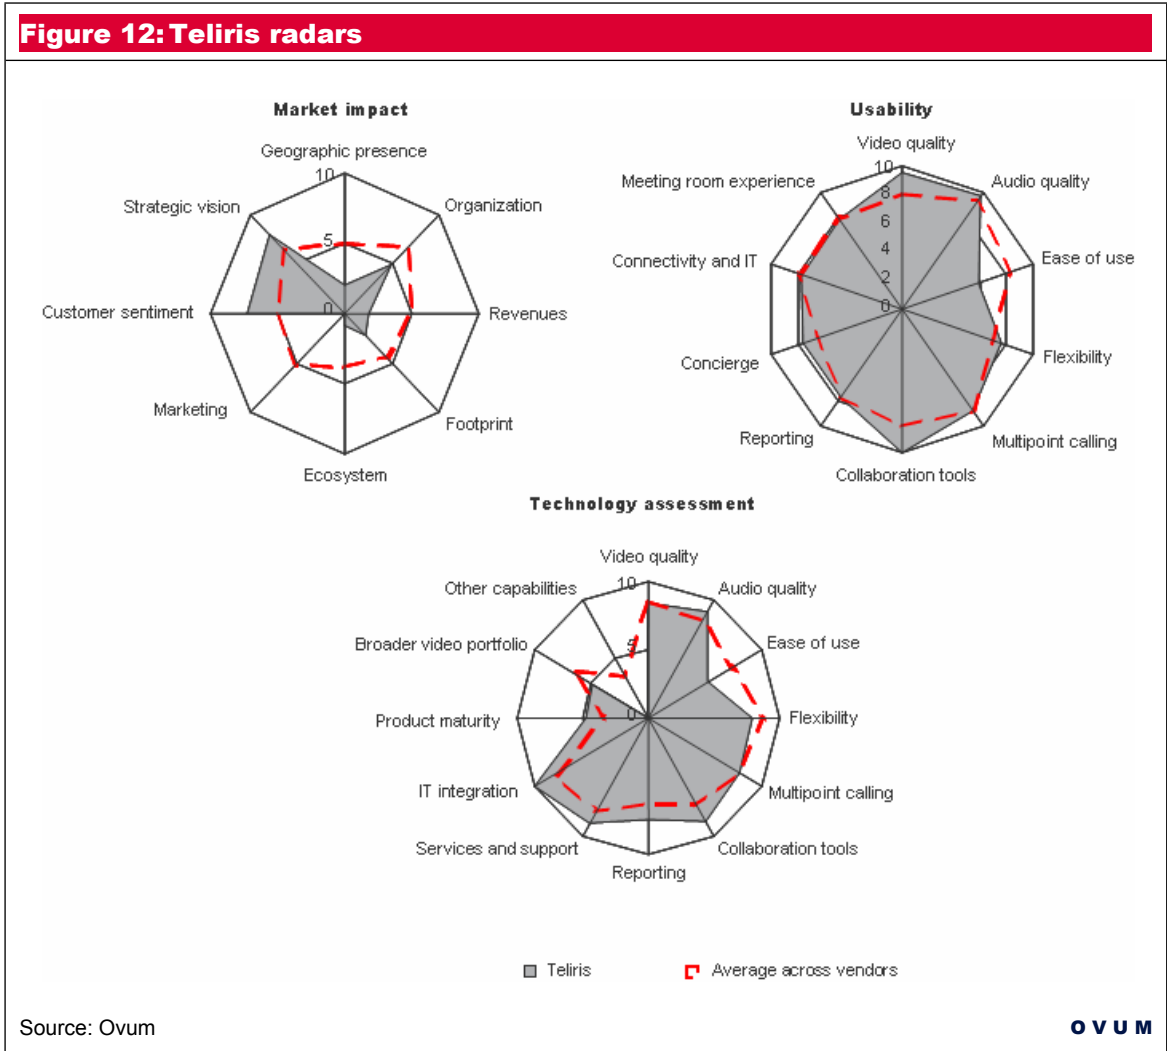 Figure 12: Teliris radars
Market impact
Geographic presence
10
Strategic vision
Organization
5
Customer sentiment
0
Revenues
Marketing
Footprint
Ecosystem
Usability
Video quality
10
Meeting room experience
8
Audio quality
6
Connectivity and IT
4
Ease of use
2
0
Concierge
Flexibility
Reporting
Multipoint calling
Collaboration tools
Technology assessment
Video quality
10
Other capabilities
Audio quality
Broader video portfolio
5
Ease of use
Product maturity
0
Flexibility
IT integration
Multipoint calling
Services and support
Collaboration tools
Reporting
Teliris
Average across vendors
Source: Ovum
OVUM